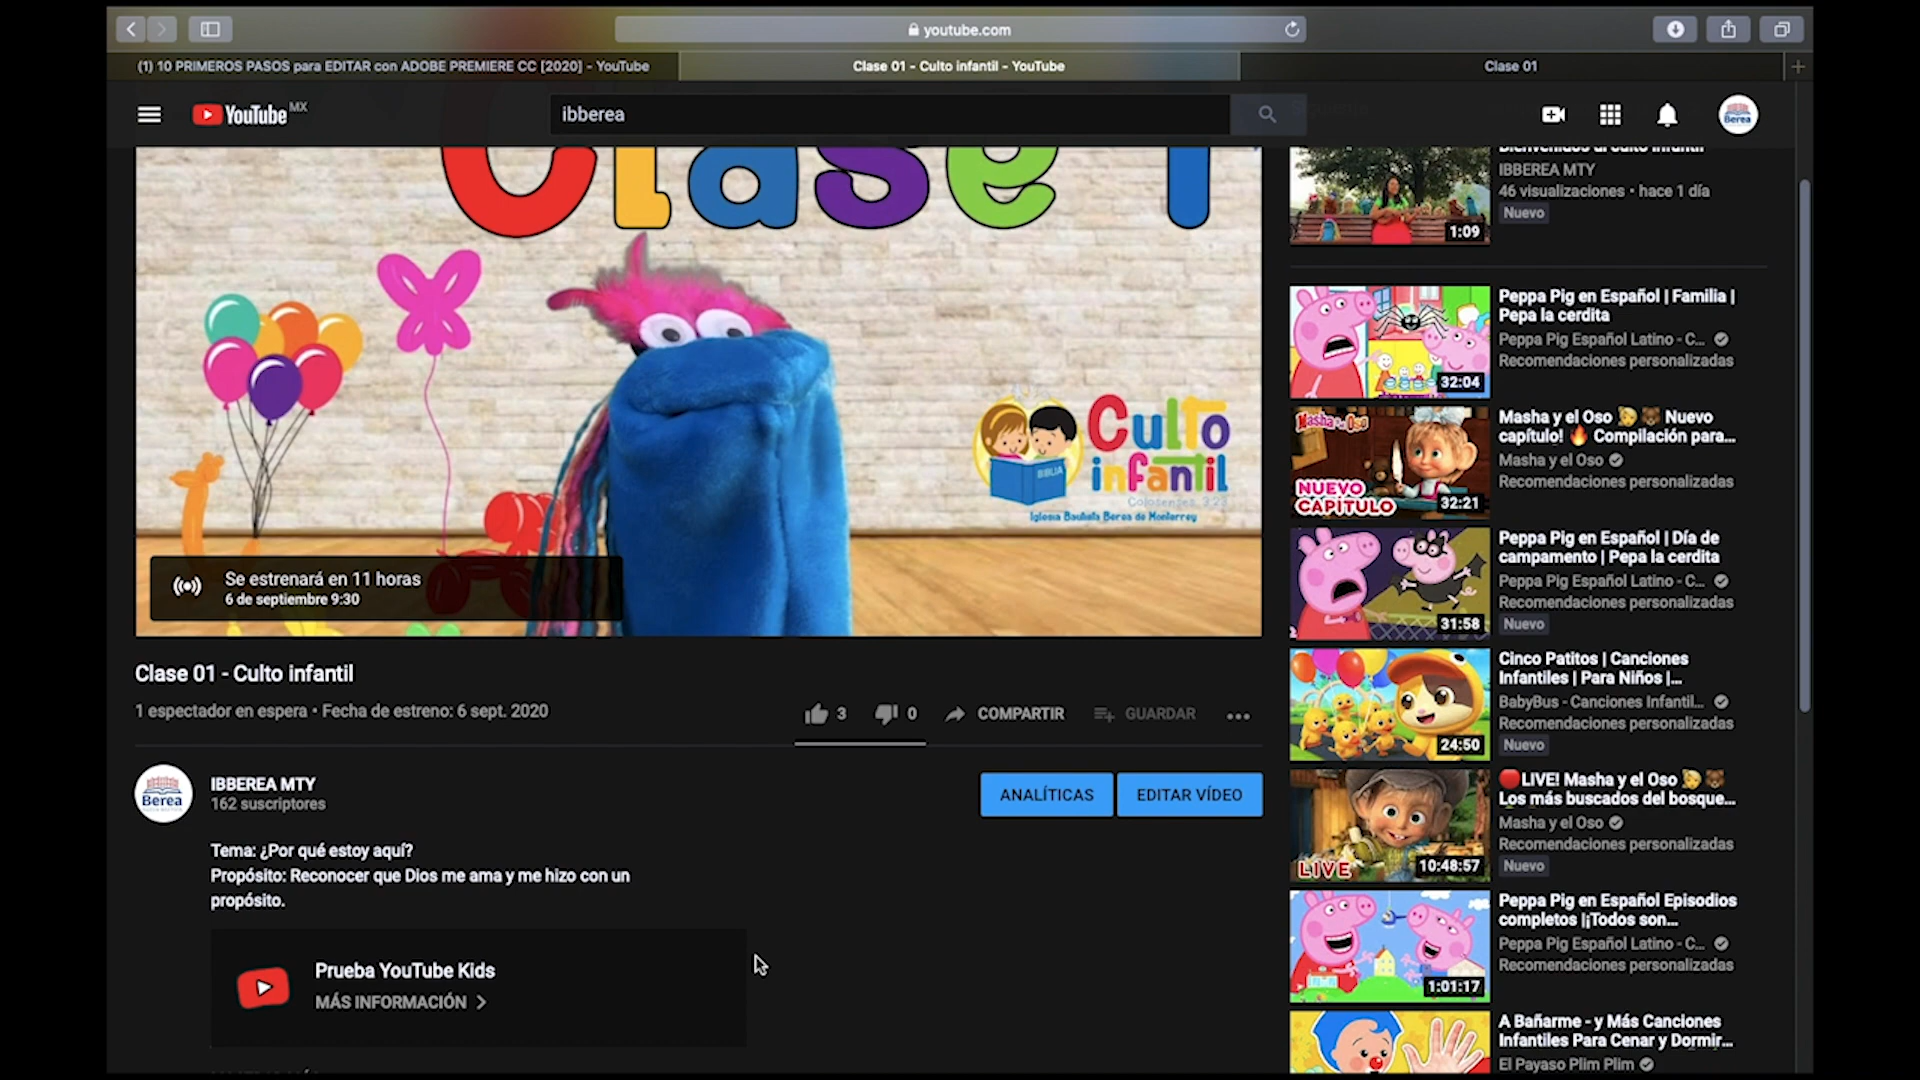 youtube.com
(1) 10 PRIMEROS PASOS para EDITAR con ADOBE PREMIERE CC [2020] - YouTube
Clase 01 - Culto infantil - YouTube
Clase 01
YouTube MX
ibberea
Berea
Clase 1
BIBLIA
Culto
infantil
Colosenses 3:23
Iglesia Bautista Berea de Monterrey
Se estrenará en 11 horas
6 de septiembre 9:30
Clase 01 - Culto infantil
1 espectador en espera • Fecha de estreno: 6 sept. 2020
3
0
COMPARTIR
GUARDAR
Berea
IBBEREA MTY
162 suscriptores
ANALÍTICAS
EDITAR VÍDEO
Tema: ¿Por qué estoy aquí?
Propósito: Reconocer que Dios me ama y me hizo con un
propósito.
Prueba YouTube Kids
MÁS INFORMACIÓN
Bienvenidos al culto infantil
IBBEREA MTY
46 visualizaciones • hace 1 día
Nuevo
1:09
Peppa Pig en Español | Familia |
Pepa la cerdita
Peppa Pig Español Latino - C...
Recomendaciones personalizadas
32:04
Masha y el Oso
NUEVO
CAPÍTULO
32:21
Masha y el Oso 👱 🐻 Nuevo
capítulo! 🔥 Compilación para...
Masha y el Oso
Recomendaciones personalizadas
31:58
Peppa Pig en Español | Día de
campamento | Pepa la cerdita
Peppa Pig Español Latino - C...
Recomendaciones personalizadas
Nuevo
24:50
Cinco Patitos | Canciones
Infantiles | Para Niños |...
BabyBus - Canciones Infantil...
Recomendaciones personalizadas
Nuevo
LIVE
10:48:57
🔴LIVE! Masha y el Oso 👱 🐻
Los más buscados del bosque...
Masha y el Oso
Recomendaciones personalizadas
Nuevo
1:01:17
Peppa Pig en Español Episodios
completos |¡Todos son...
Peppa Pig Español Latino - C...
Recomendaciones personalizadas
A Bañarme - y Más Canciones
Infantiles Para Cenar y Dormir...
El Payaso Plim Plim